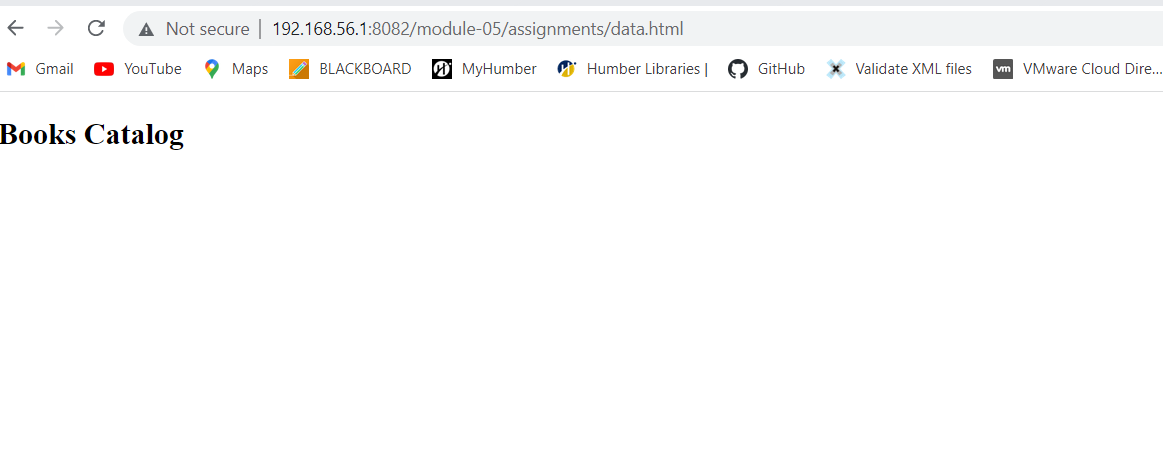 Not secure | 192.168.56.1:8082/module-05/assignments/data.html
Gmail YouTube Maps BLACKBOARD MyHumber Humber Libraries | GitHub Validate XML files vm VMware Cloud Dire...
Books Catalog